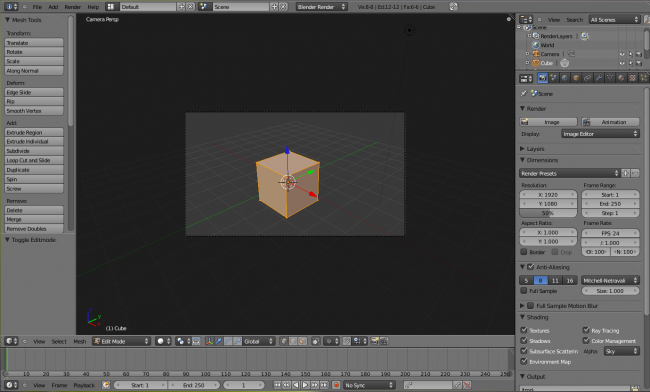 File Add Render Window Help Default Scene Blender Render Ve:8-8 | Ed:12-12 | Fa:6-6 | Cube
Mesh Tools
Transform:
Translate
Rotate
Scale
Along Normal
Deform:
Edge Slide
Rip
Smooth Vertex
Add:
Extrude Region
Extrude Individual
Subdivide
Loop Cut and Slide
Duplicate
Spin
Screw
Remove:
Delete
Merge
Remove Doubles
Toggle Editmode
Camera Persp
(1) Cube
View Select Mesh Edit Mode Global
View Search All Scenes
Scene
RenderLayers
World
Camera
Cube
Scene
Render
Image Animation
Display: Image Editor
Layers
Dimensions
Render Presets
Resolution: Frame Range:
X: 1920 Start: 1
Y: 1080 End: 250
50% Step: 1
Aspect Ratio: Frame Rate:
X: 1.000 FPS 24
Y: 1.000 /: 1.000
Border Crop :Ol: 100 N: 100
Anti-Aliasing
5 8 11 16 Mitchell-Netravali
Full Sample Size: 1.000
Full Sample Motion Blur
Shading
Textures Ray Tracing
Shadows Color Management
Subsurface Scatterin Alpha: Sky
Environment Map
Output
View Frame Playback Start: 1 End: 250 1 No Sync